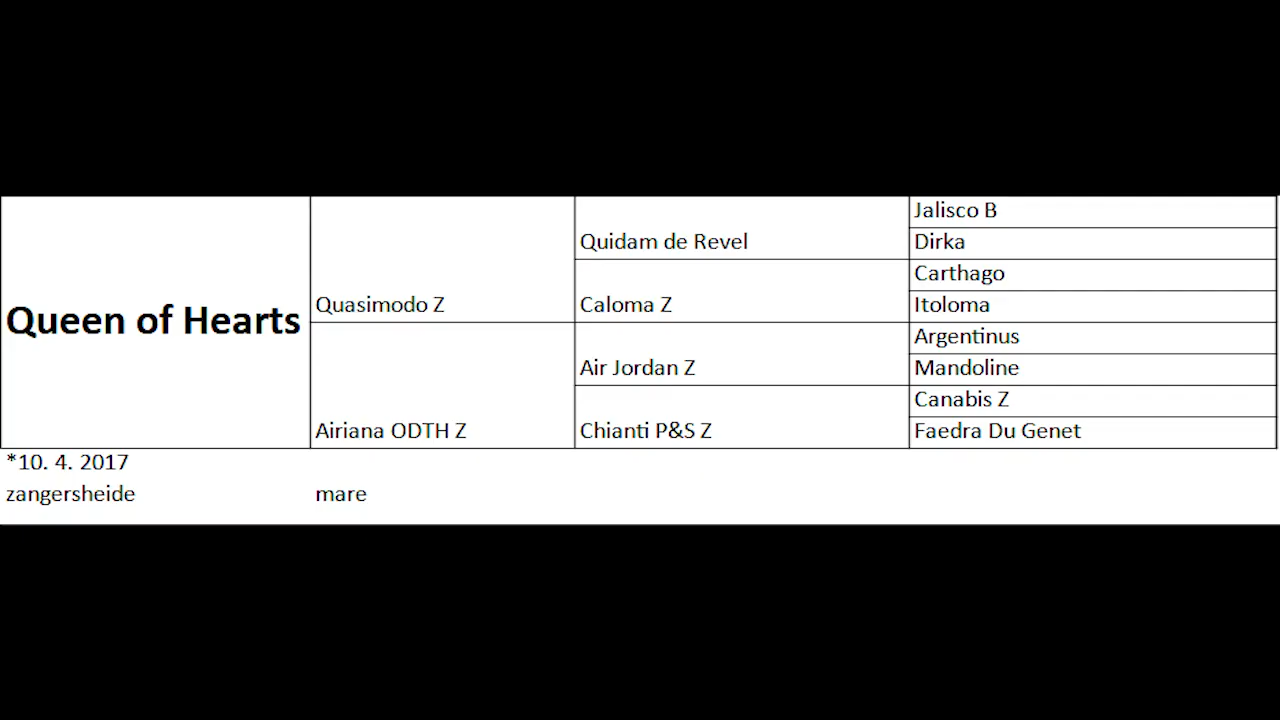 Jalisco B
Quidam de Revel
Dirka
Carthago
Quasimodo Z
Caloma Z
Itoloma
Queen of Hearts
Argentinus
Air Jordan Z
Mandoline
Canabis Z
Airiana ODTH Z
Chianti P&S Z
Faedra Du Genet
*10. 4. 2017
zangersheide
mare